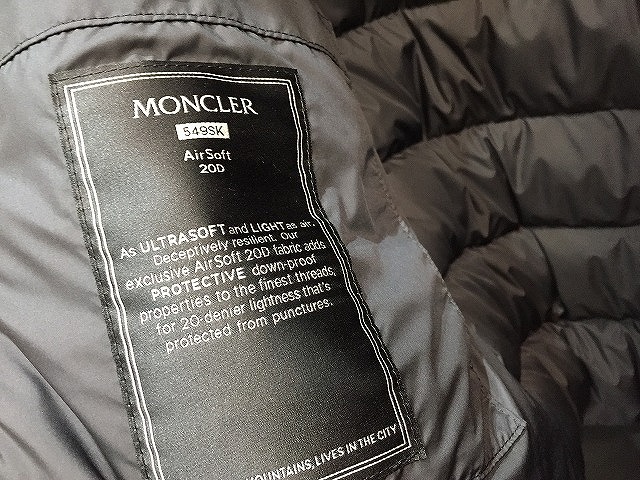 MONCLER
549SK
AirSoft
20D
As ULTRASOFT and LIGHT as air.
Deceptively resilient. Our
exclusive AirSoft 20D fabric adds
PROTECTIVE down-proof
properties to the finest threads,
for 20-denier lightness that's
protected from punctures.
MOUNTAINS, LIVES IN THE CITY